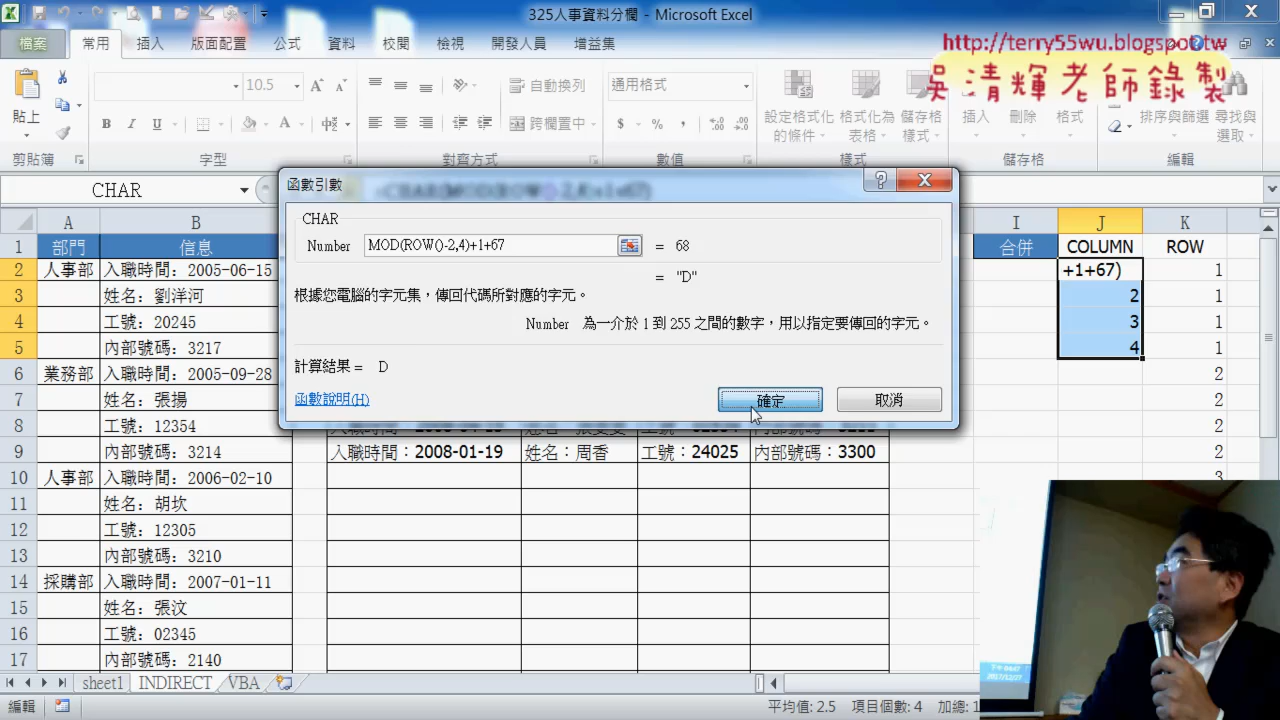 325人事資料分欄 - Microsoft Excel
檔案 常用 插入 版面配置 公式 資料 校閱 檢視 開發人員 增益集
http://terry55wu.blogspot.tw
吳清輝老師錄製
貼上 10.5 自動換列 通用格式
B I U 中 跨欄置中 $ % 設定格式化的條件 格式化為表格 儲存格樣式 插入 刪除 格式 排序與篩選 尋找與選取
剪貼簿 字型 對齊方式 數值 樣式 儲存格 編輯
CHAR =CHAR(MOD(ROW()-2,4)+1+67)
函數引數
CHAR
Number MOD(ROW()-2,4)+1+67 = 68
= "D"
根據您電腦的字元集，傳回代碼所對應的字元。
Number 為一介於 1 到 255 之間的數字，用以指定要傳回的字元。
計算結果 = D
函數說明(H) 確定 取消
A B I J K
1 部門 信息 合併 COLUMN ROW
2 人事部 入職時間：2005-06-15 +1+67) 1
3 姓名：劉洋河 2 1
4 工號：20245 3 1
5 內部號碼：3217 4 1
6 業務部 入職時間：2005-09-28 2
7 姓名：張揚 2
8 工號：12354 2
9 內部號碼：3214 入職時間：2008-01-19 姓名：周香 工號：24025 內部號碼：3300 2
10 人事部 入職時間：2006-02-10 3
11 姓名：胡坎
12 工號：12305
13 內部號碼：3210
14 採購部 入職時間：2007-01-11
15 姓名：張汶
16 工號：02345
17 內部號碼：2140
sheet1 INDIRECT VBA
編輯 平均值: 2.5 項目個數: 4 加總: 1
2017/12/27